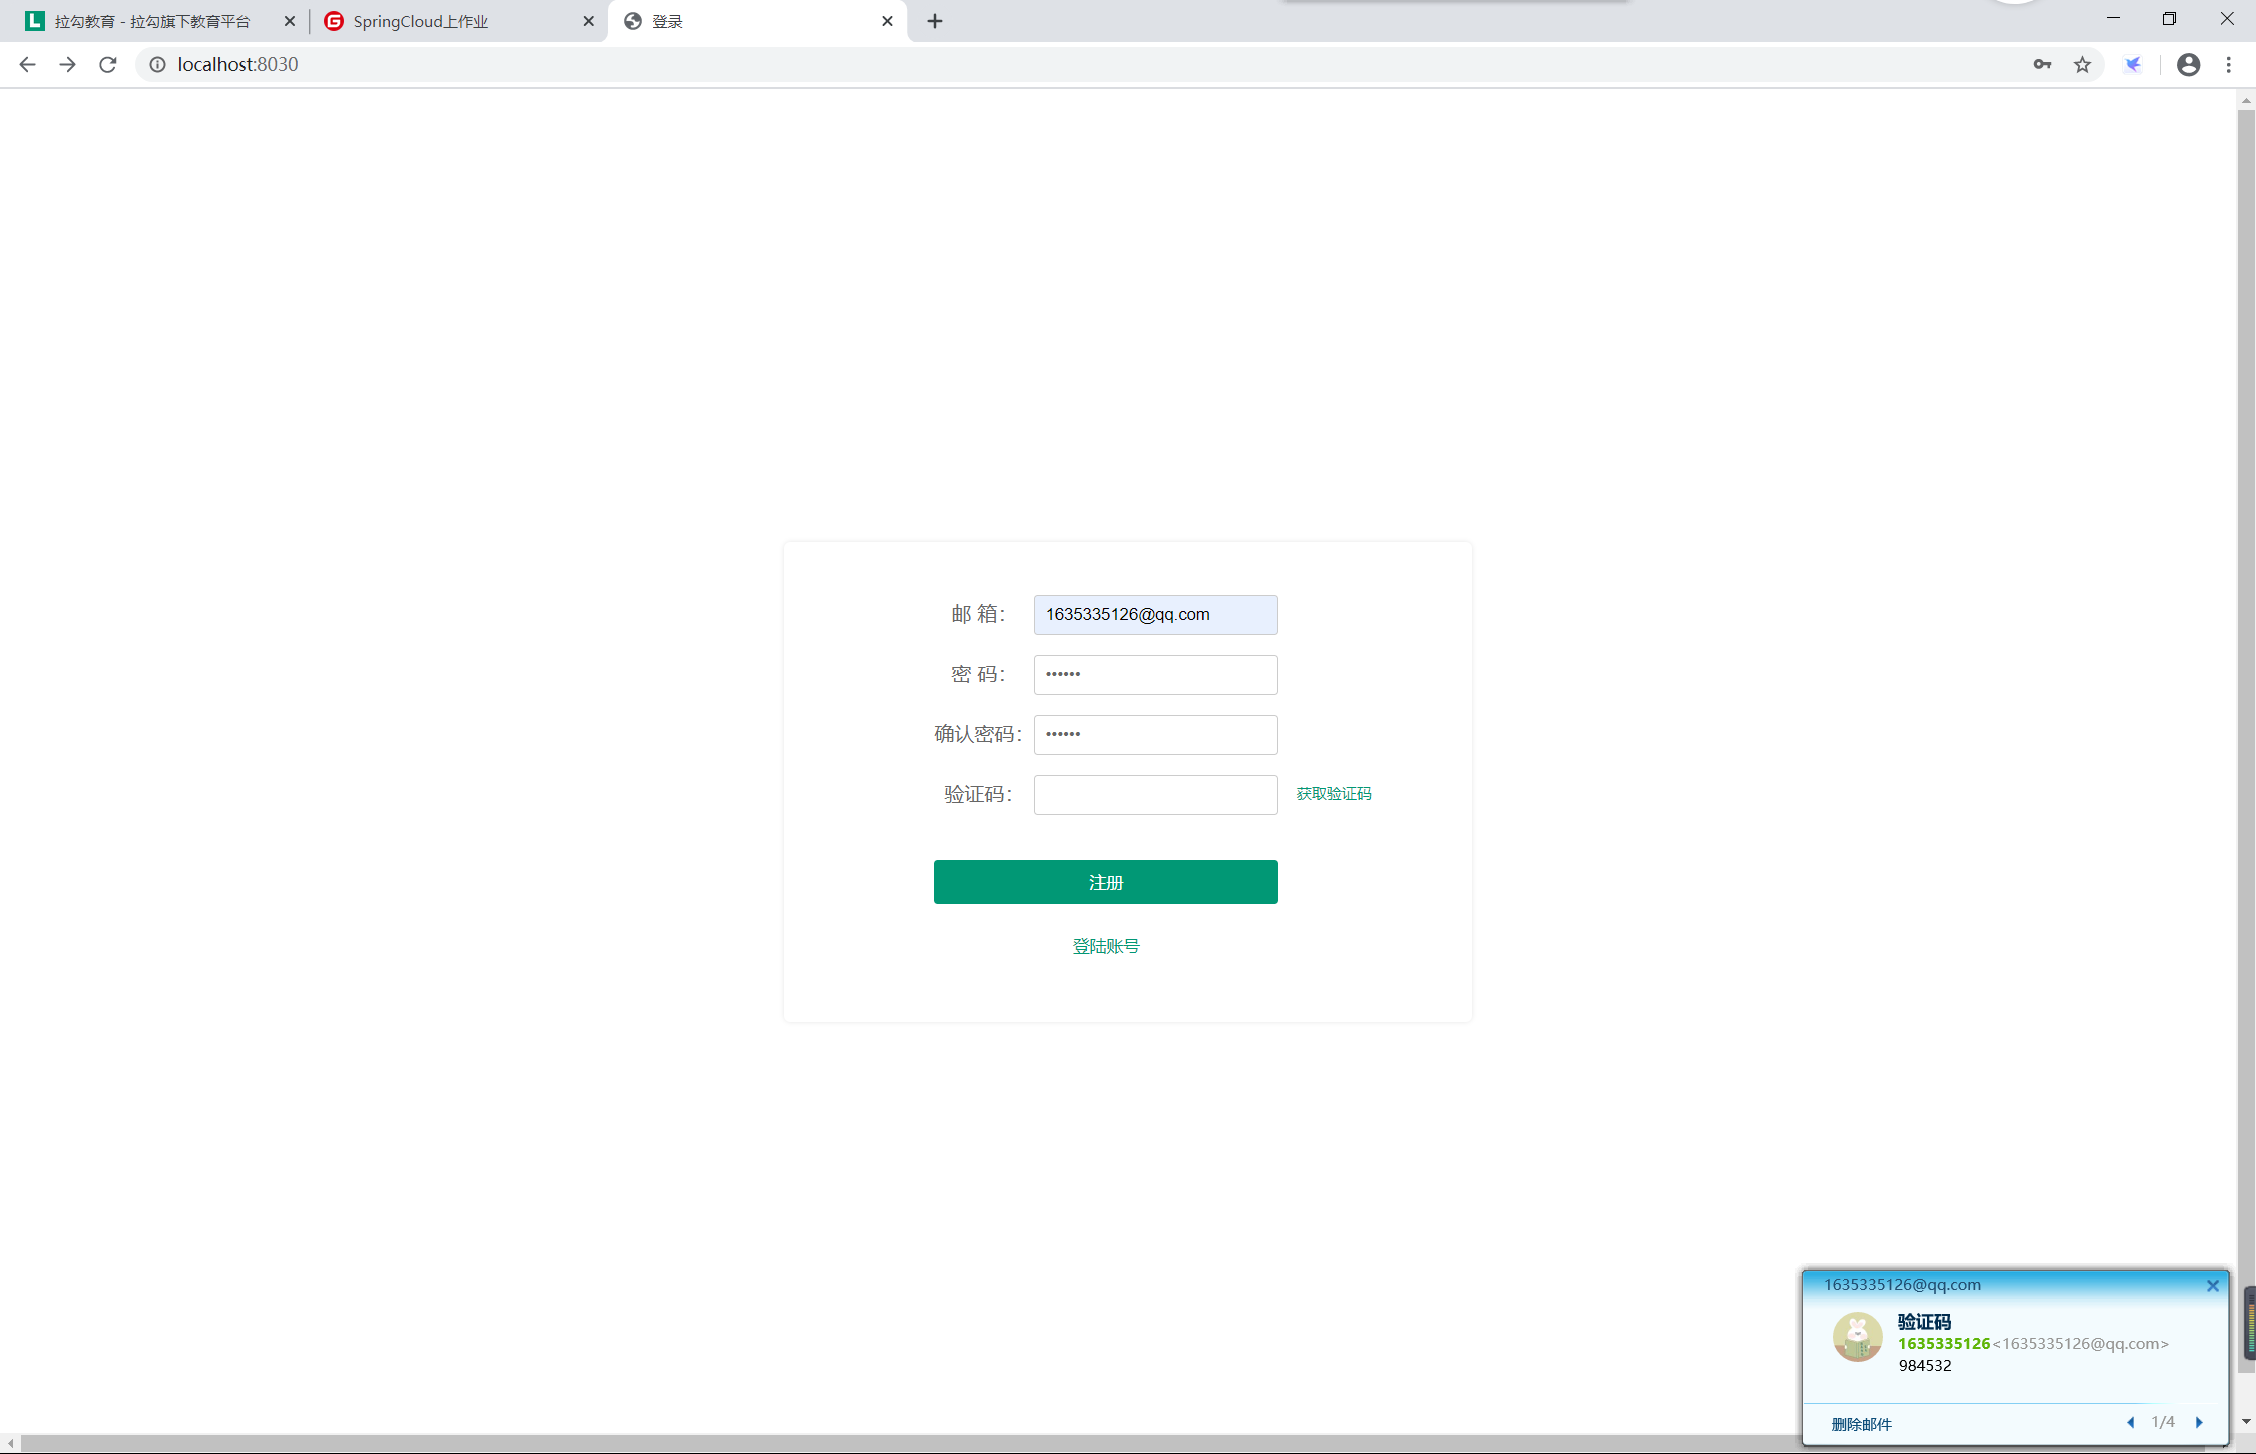 拉勾教育 - 拉勾旗下教育平台
SpringCloud上作业
登录
localhost:8030
邮 箱：
1635335126@qq.com
密 码：
••••••
确认密码：
••••••
验证码：
获取验证码
注册
登陆账号
1635335126@qq.com
验证码
1635335126<1635335126@qq.com>
984532
删除邮件
1/4